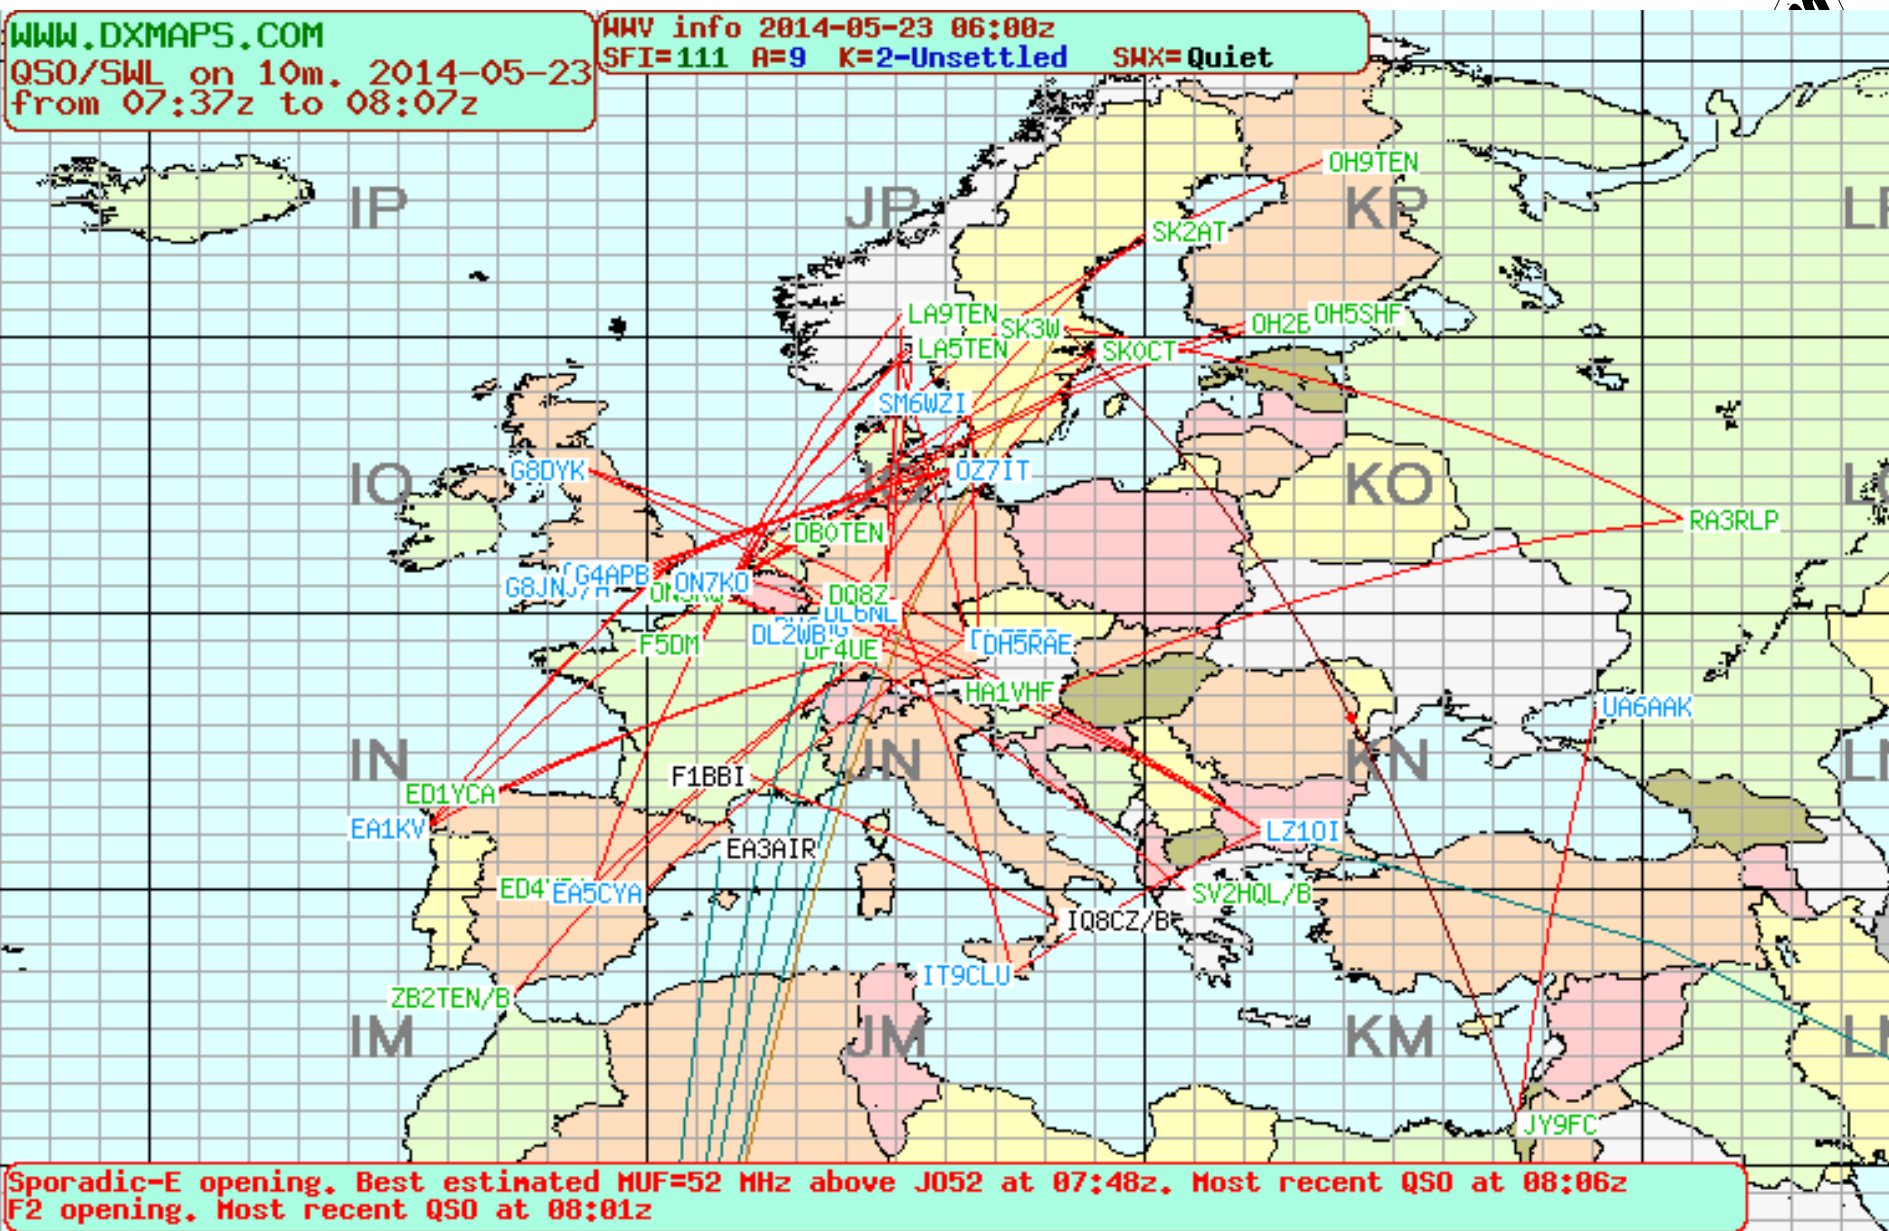 WWW.DXMAPS.COM
QSO/SWL on 10m. 2014-05-23
from 07:37z to 08:07z
WWV info 2014-05-23 06:00z
SFI=111 A=9 K=2-Unsettled SWX=Quiet
OH9TEN
IP
JP
KP
SK2AT
LA9TEN
SK3W
OH2B
OH5SHF
LA5TEN
SK0CT
SM6WZI
G8DYK
OZ7IT
IO
KO
RA3RLP
DB0TEN
G4APB
ON7KO
G8JNJ/A
DQ8Z
DL6NL
DL2WB
F5DM
DF4UE
DH5RAE
HA1VHF
UA6AAK
IN
JN
KN
F1BBI
ED1YCA
EA1KV
LZ1OI
EA3AIR
EA5CYA
SV2HQL/B
IQ8CZ/B
IT9CLU
ZB2TEN/B
IM
JM
KM
JY9FC
Sporadic-E opening. Best estimated MUF=52 MHz above JO52 at 07:48z. Most recent QSO at 08:06z
F2 opening. Most recent QSO at 08:01z